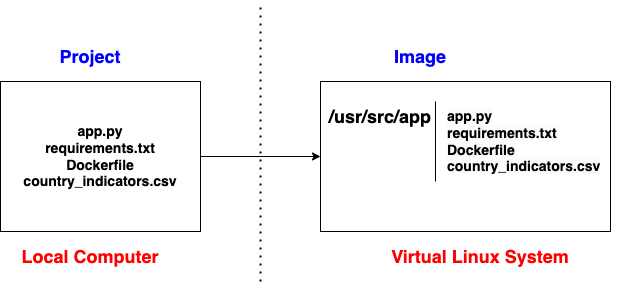 Project
app.py
requirements.txt
Dockerfile
country_indicators.csv
Local Computer
Image
/usr/src/app
app.py
requirements.txt
Dockerfile
country_indicators.csv
Virtual Linux System